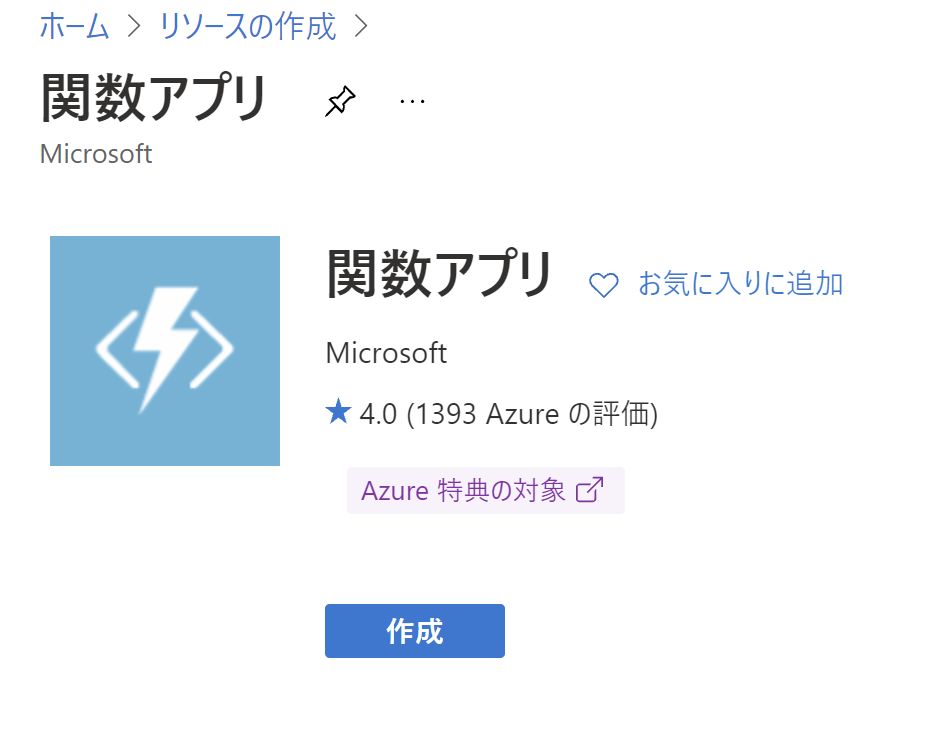 ホーム > リソースの作成 >
関数アプリ ...
Microsoft
関数アプリ
お気に入りに追加
Microsoft
★ 4.0 (1393 Azure の評価)
Azure 特典の対象
作成